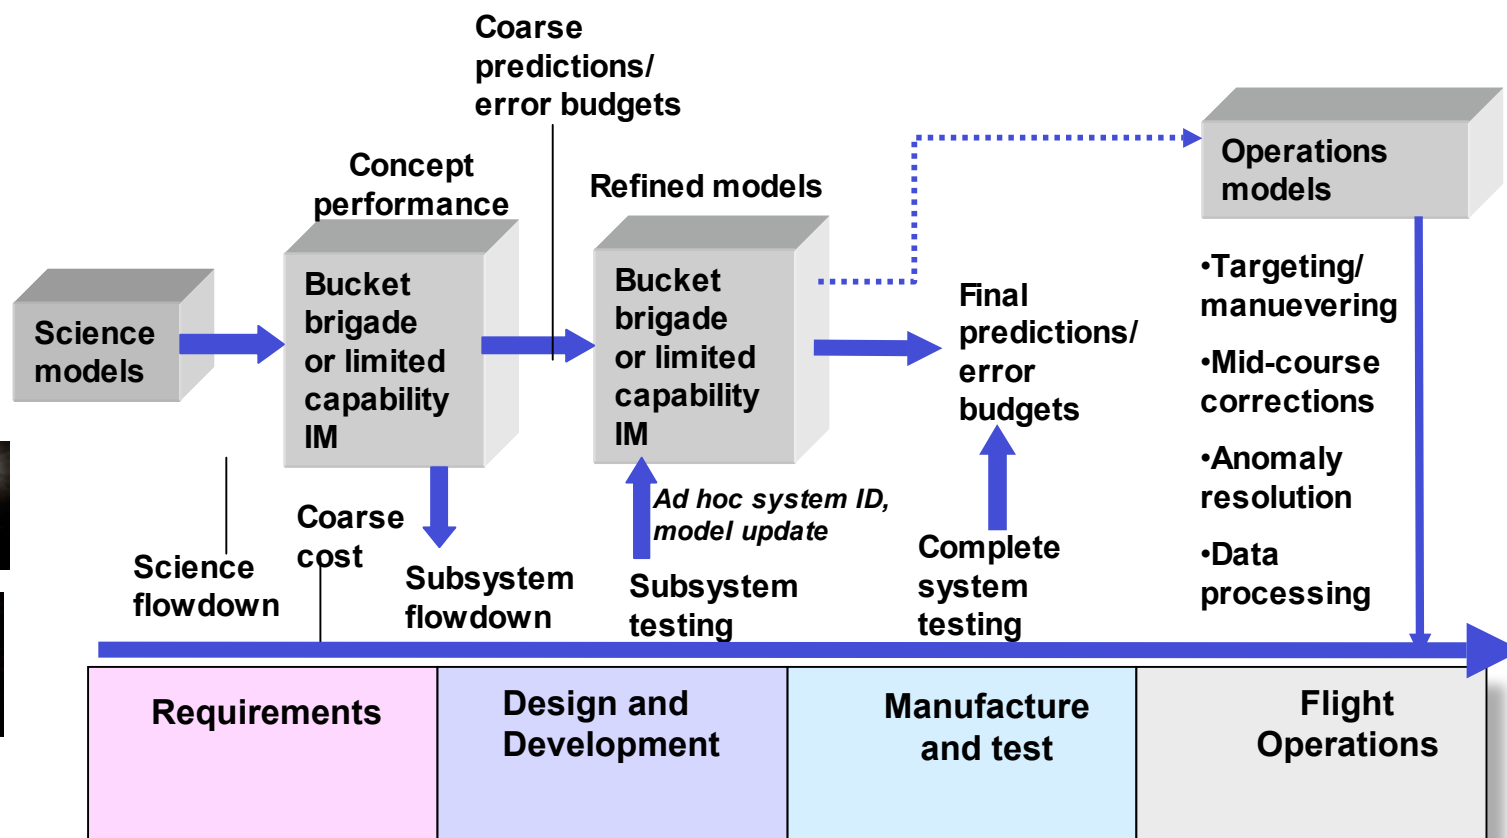 Coarse
predictions/
error budgets
Concept
performance
Refined models
Operations
models
Science
models
Bucket
brigade
or limited
capability
IM
Bucket
brigade
or limited
capability
IM
Final
predictions/
error
budgets
•Targeting/
manuevering
•Mid-course
corrections
•Anomaly
resolution
•Data
processing
Science
flowdown
Coarse
cost
Subsystem
flowdown
Ad hoc system ID,
model update
Subsystem
testing
Complete
system
testing
Requirements
Design and
Development
Manufacture
and test
Flight
Operations